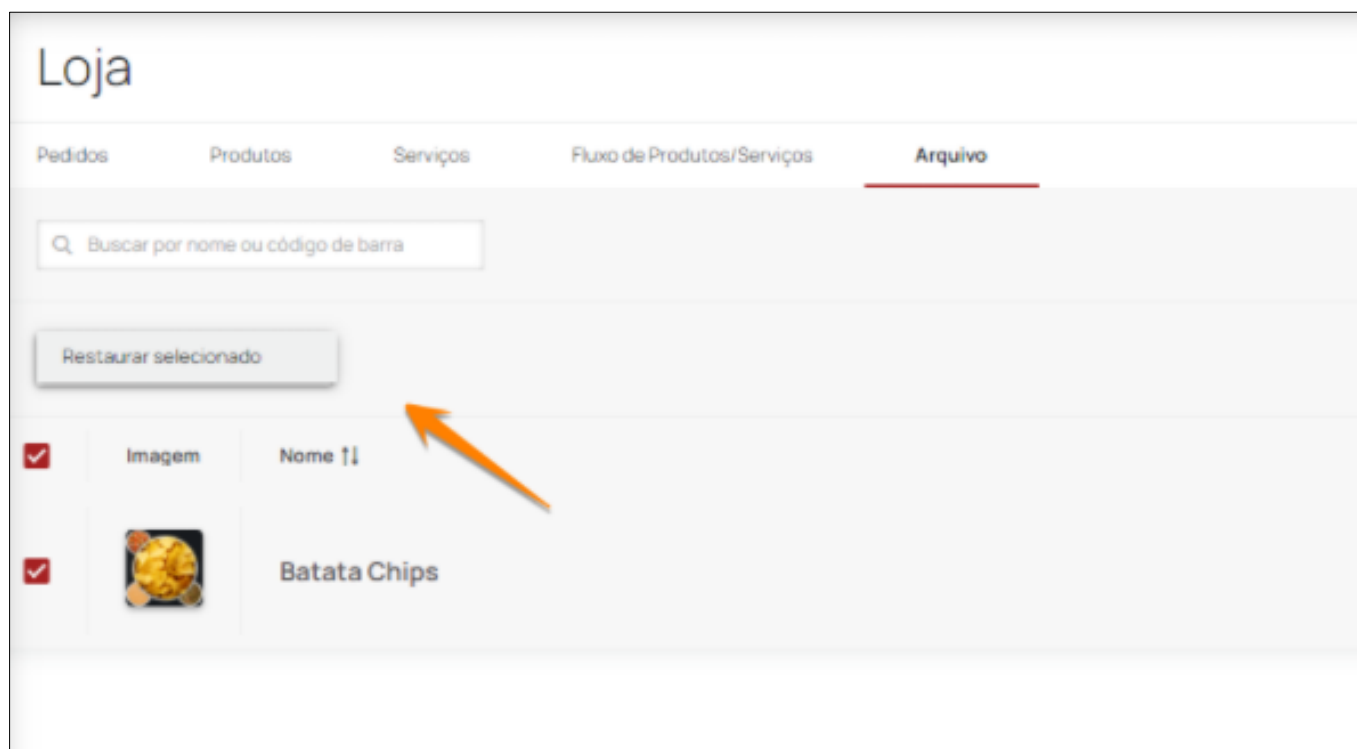 Loja
Pedidos Produtos Serviços Fluxo de Produtos/Serviços Arquivo
Buscar por nome ou código de barra
Restaurar selecionado
Imagem Nome ↑↓
Batata Chips